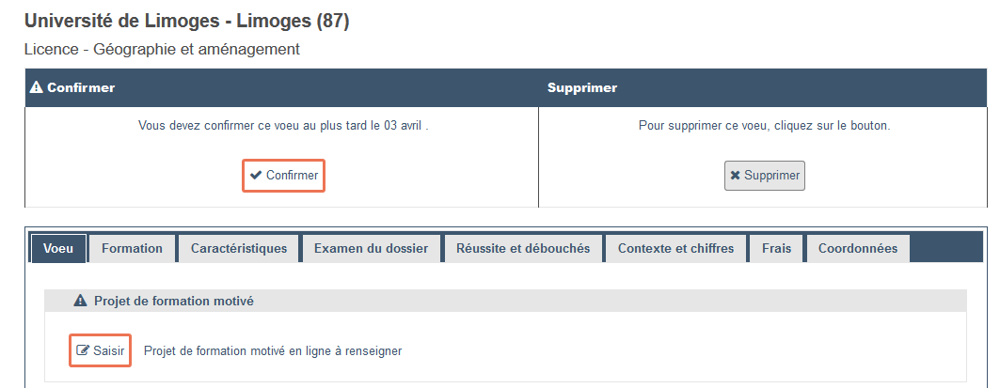 Université de Limoges - Limoges (87)
Licence - Géographie et aménagement
Confirmer
Supprimer
Vous devez confirmer ce voeu au plus tard le 03 avril .
Pour supprimer ce voeu, cliquez sur le bouton.
Confirmer
Supprimer
Voeu Formation Caractéristiques Examen du dossier Réussite et débouchés Contexte et chiffres Frais Coordonnées
Projet de formation motivé
Saisir Projet de formation motivé en ligne à renseigner